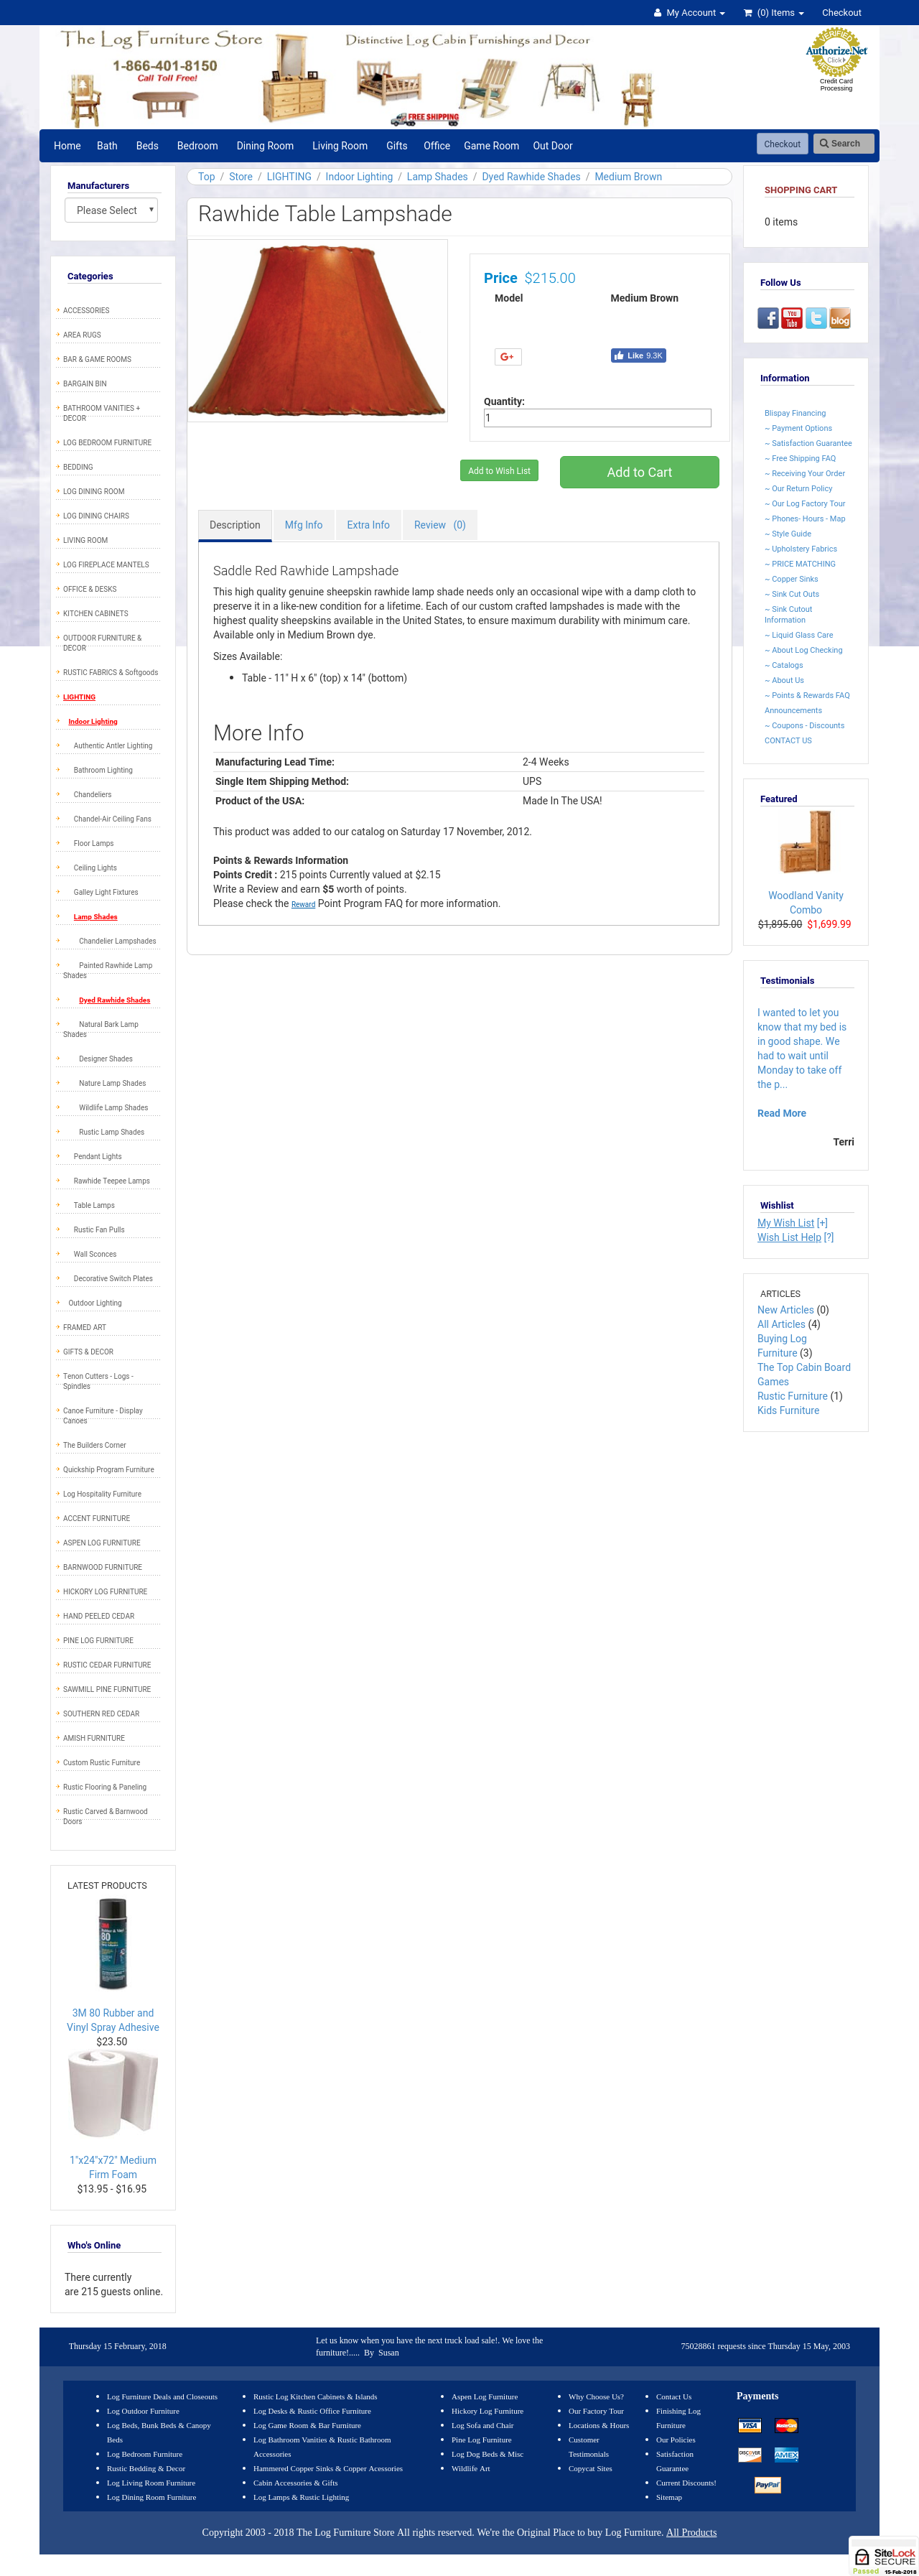 My Account
(0) Items
Checkout
The Log Furniture Store
Distinctive Log Cabin Furnishings and Decor
1-866-401-8150
Call Toll Free!
FREE SHIPPING
VERIFIED
Authorize.Net
Click
Credit Card
Processing
Home Bath Beds Bedroom Dining Room Living Room Gifts Office Game Room Out Door
Checkout
Search
Manufacturers
Please Select
Categories
ACCESSORIES
AREA RUGS
BAR & GAME ROOMS
BARGAIN BIN
BATHROOM VANITIES +
DECOR
LOG BEDROOM FURNITURE
BEDDING
LOG DINING ROOM
LOG DINING CHAIRS
LIVING ROOM
LOG FIREPLACE MANTELS
OFFICE & DESKS
KITCHEN CABINETS
OUTDOOR FURNITURE &
DECOR
RUSTIC FABRICS & Softgoods
LIGHTING
Indoor Lighting
Authentic Antler Lighting
Bathroom Lighting
Chandeliers
Chandel-Air Ceiling Fans
Floor Lamps
Ceiling Lights
Galley Light Fixtures
Lamp Shades
Chandelier Lampshades
Painted Rawhide Lamp
Shades
Dyed Rawhide Shades
Natural Bark Lamp
Shades
Designer Shades
Nature Lamp Shades
Wildlife Lamp Shades
Rustic Lamp Shades
Pendant Lights
Rawhide Teepee Lamps
Table Lamps
Rustic Fan Pulls
Wall Sconces
Decorative Switch Plates
Outdoor Lighting
FRAMED ART
GIFTS & DECOR
Tenon Cutters - Logs -
Spindles
Canoe Furniture - Display
Canoes
The Builders Corner
Quickship Program Furniture
Log Hospitality Furniture
ACCENT FURNITURE
ASPEN LOG FURNITURE
BARNWOOD FURNITURE
HICKORY LOG FURNITURE
HAND PEELED CEDAR
PINE LOG FURNITURE
RUSTIC CEDAR FURNITURE
SAWMILL PINE FURNITURE
SOUTHERN RED CEDAR
AMISH FURNITURE
Custom Rustic Furniture
Rustic Flooring & Paneling
Rustic Carved & Barnwood
Doors
LATEST PRODUCTS
Rubber & Vinyl
80
3M 80 Rubber and
Vinyl Spray Adhesive
$23.50
1"x24"x72" Medium
Firm Foam
$13.95 - $16.95
Who's Online
There currently
are 215 guests online.
Top / Store / LIGHTING / Indoor Lighting / Lamp Shades / Dyed Rawhide Shades / Medium Brown
Rawhide Table Lampshade
Price $215.00
Model Medium Brown
G+
Like 9.3K
Quantity:
1
Add to Wish List
Add to Cart
Description
Mfg Info
Extra Info
Review (0)
Saddle Red Rawhide Lampshade
This high quality genuine sheepskin rawhide lamp shade needs only an occasional wipe with a damp cloth to
preserve it in a like-new condition for a lifetime. Each of our custom crafted lampshades is made with the
highest quality sheepskins available in the United States, to ensure maximum durability with minimum care.
Available only in Medium Brown dye.
Sizes Available:
Table - 11" H x 6" (top) x 14" (bottom)
More Info
Manufacturing Lead Time: 2-4 Weeks
Single Item Shipping Method: UPS
Product of the USA: Made In The USA!
This product was added to our catalog on Saturday 17 November, 2012.
Points & Rewards Information
Points Credit : 215 points Currently valued at $2.15
Write a Review and earn $5 worth of points.
Please check the Reward Point Program FAQ for more information.
SHOPPING CART
0 items
Follow Us
You Tube
blog
Information
Blispay Financing
~ Payment Options
~ Satisfaction Guarantee
~ Free Shipping FAQ
~ Receiving Your Order
~ Our Return Policy
~ Our Log Factory Tour
~ Phones- Hours - Map
~ Style Guide
~ Upholstery Fabrics
~ PRICE MATCHING
~ Copper Sinks
~ Sink Cut Outs
~ Sink Cutout
Information
~ Liquid Glass Care
~ About Log Checking
~ Catalogs
~ About Us
~ Points & Rewards FAQ
Announcements
~ Coupons - Discounts
CONTACT US
Featured
Woodland Vanity
Combo
$1,895.00 $1,699.99
Testimonials
I wanted to let you
know that my bed is
in good shape. We
had to wait until
Monday to take off
the p...
Read More
Terri
Wishlist
My Wish List [+]
Wish List Help [?]
ARTICLES
New Articles (0)
All Articles (4)
Buying Log
Furniture (3)
The Top Cabin Board
Games
Rustic Furniture (1)
Kids Furniture
Thursday 15 February, 2018
Let us know when you have the next truck load sale!. We love the
furniture!..... By Susan
75028861 requests since Thursday 15 May, 2003
Log Furniture Deals and Closeouts
Log Outdoor Furniture
Log Beds, Bunk Beds & Canopy
Beds
Log Bedroom Furniture
Rustic Bedding & Decor
Log Living Room Furniture
Log Dining Room Furniture
Rustic Log Kitchen Cabinets & Islands
Log Desks & Rustic Office Furniture
Log Game Room & Bar Furniture
Log Bathroom Vanities & Rustic Bathroom
Accessories
Hammered Copper Sinks & Copper Acessories
Cabin Accessories & Gifts
Log Lamps & Rustic Lighting
Aspen Log Furniture
Hickory Log Furniture
Log Sofa and Chair
Pine Log Furniture
Log Dog Beds & Misc
Wildlife Art
Why Choose Us?
Our Factory Tour
Locations & Hours
Customer
Testimonials
Copycat Sites
Contact Us
Finishing Log
Furniture
Our Policies
Satisfaction
Guarantee
Current Discounts!
Sitemap
Payments
VISA
MasterCard
DISCOVER
AMEX
PayPal
Copyright 2003 - 2018 The Log Furniture Store All rights reserved. We're the Original Place to buy Log Furniture. All Products
SiteLock
SECURE
Passed 15-Feb-2018